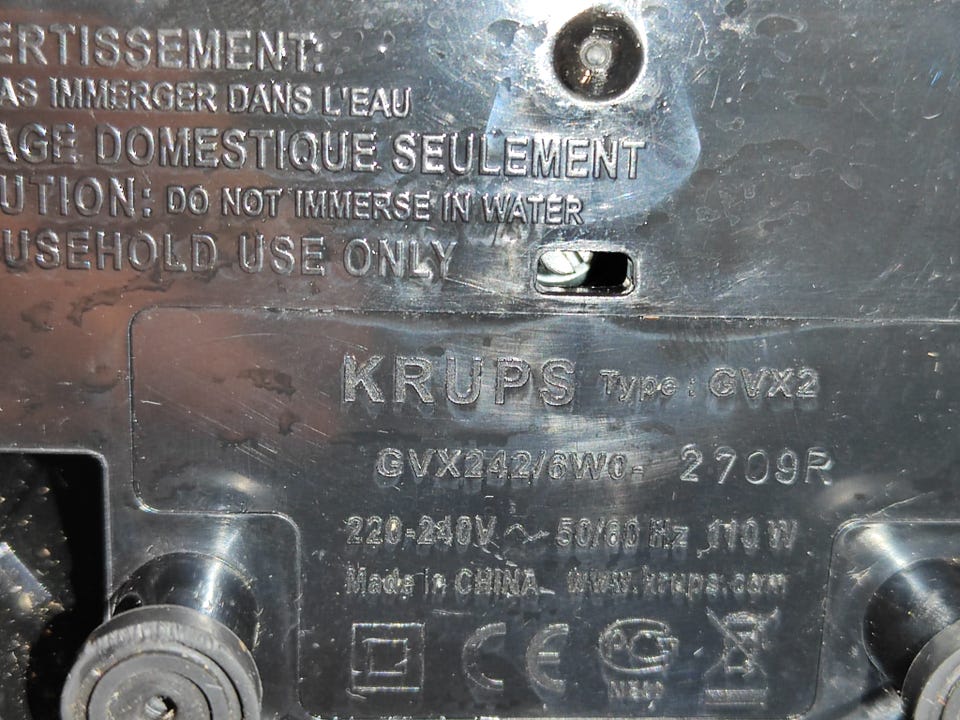 ERTISSEMENT:
AS IMMERGER DANS L'EAU
AGE DOMESTIQUE SEULEMENT
UTION: DO NOT IMMERSE IN WATER
USEHOLD USE ONLY
KRUPS Type : GVX2
GVX242/6W0- 2709R
220-240V ~ 50/60 Hz 110 W
Made in CHINA www.krups.com
CE